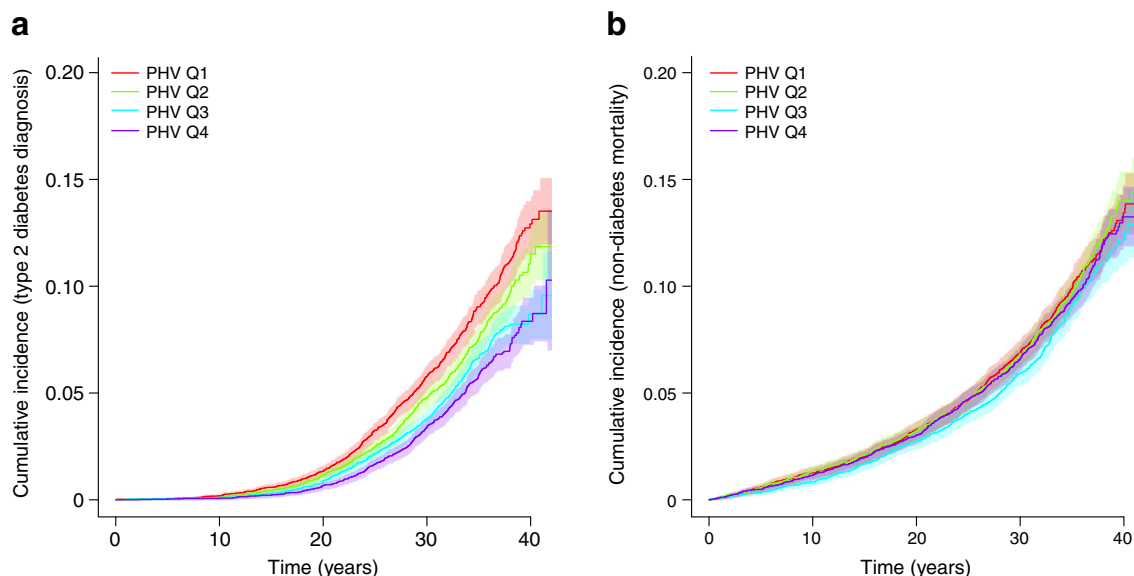 a
Cumulative incidence (type 2 diabetes diagnosis)
0.20
0.15
0.10
0.05
0
PHV Q1
PHV Q2
PHV Q3
PHV Q4
0 10 20 30 40
Time (years)
b
Cumulative incidence (non-diabetes mortality)
0.20
0.15
0.10
0.05
0
PHV Q1
PHV Q2
PHV Q3
PHV Q4
0 10 20 30 40
Time (years)